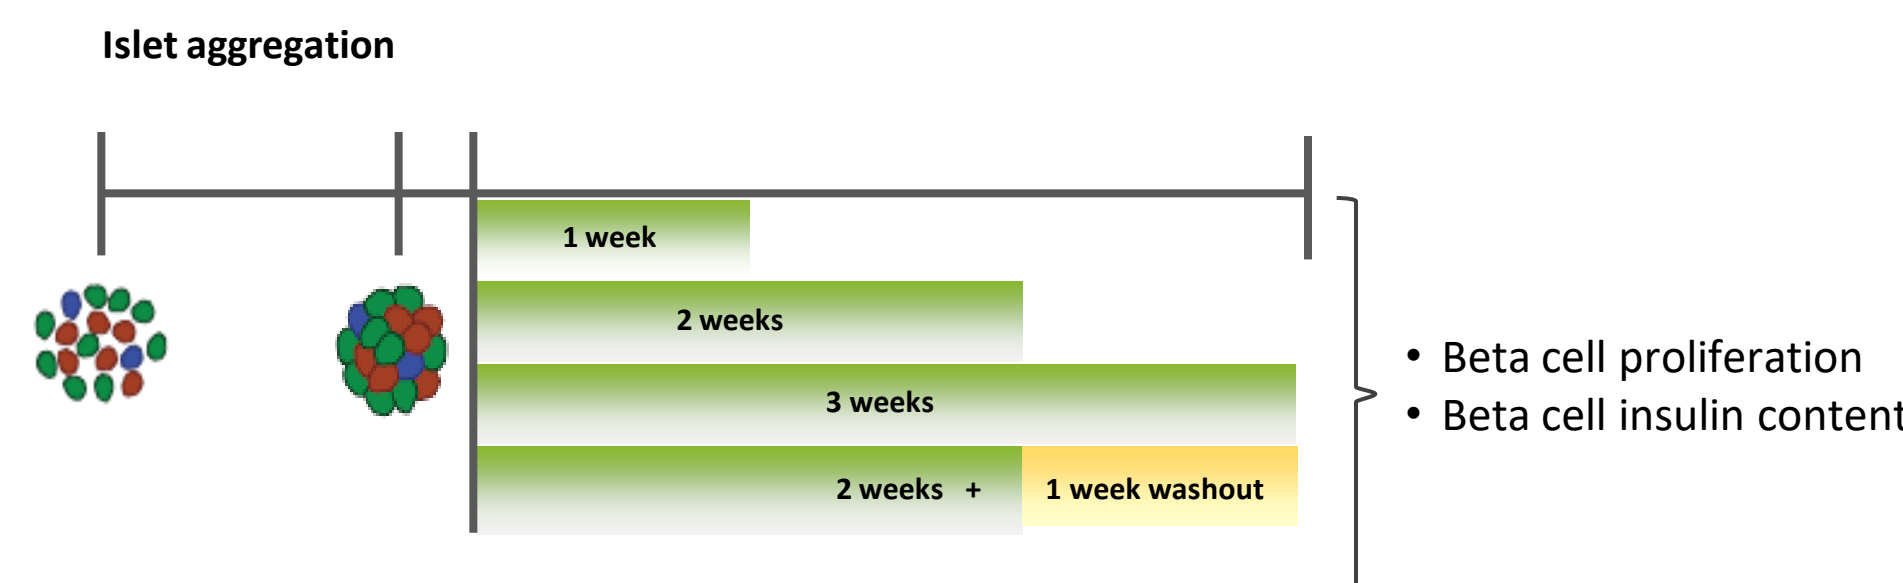 Islet aggregation
1 week
2 weeks
3 weeks
2 weeks + 1 week washout
• Beta cell proliferation
• Beta cell insulin content